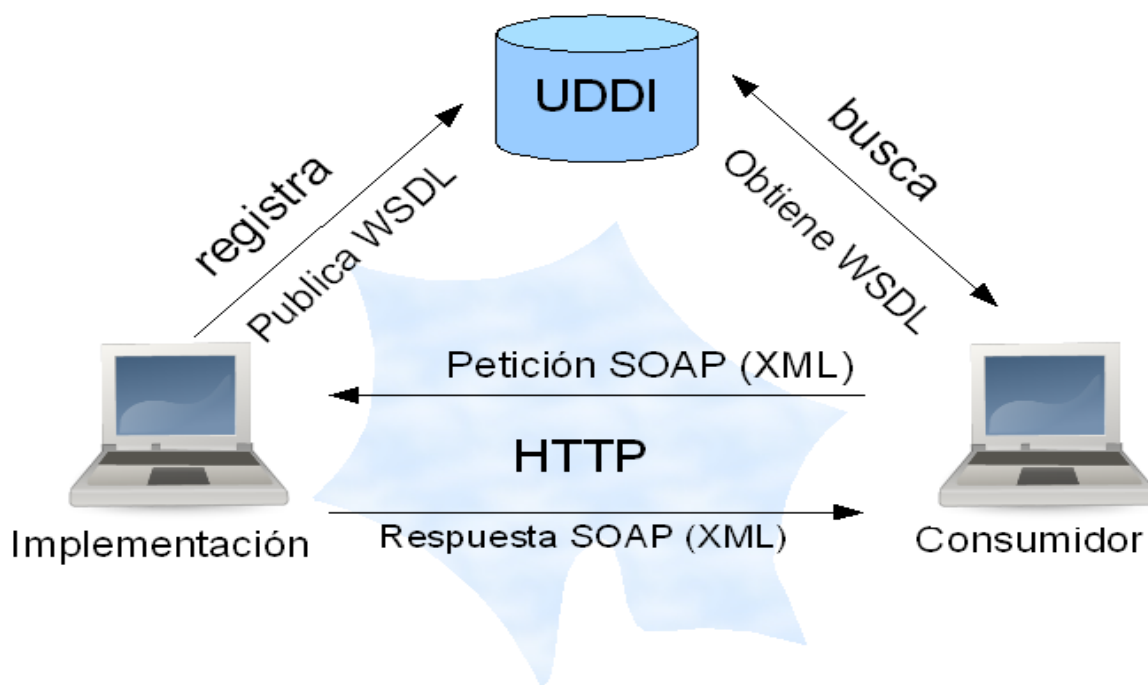 UDDI
registra
Publica WSDL
busca
Obtiene WSDL
Petición SOAP (XML)
HTTP
Respuesta SOAP (XML)
Implementación
Consumidor